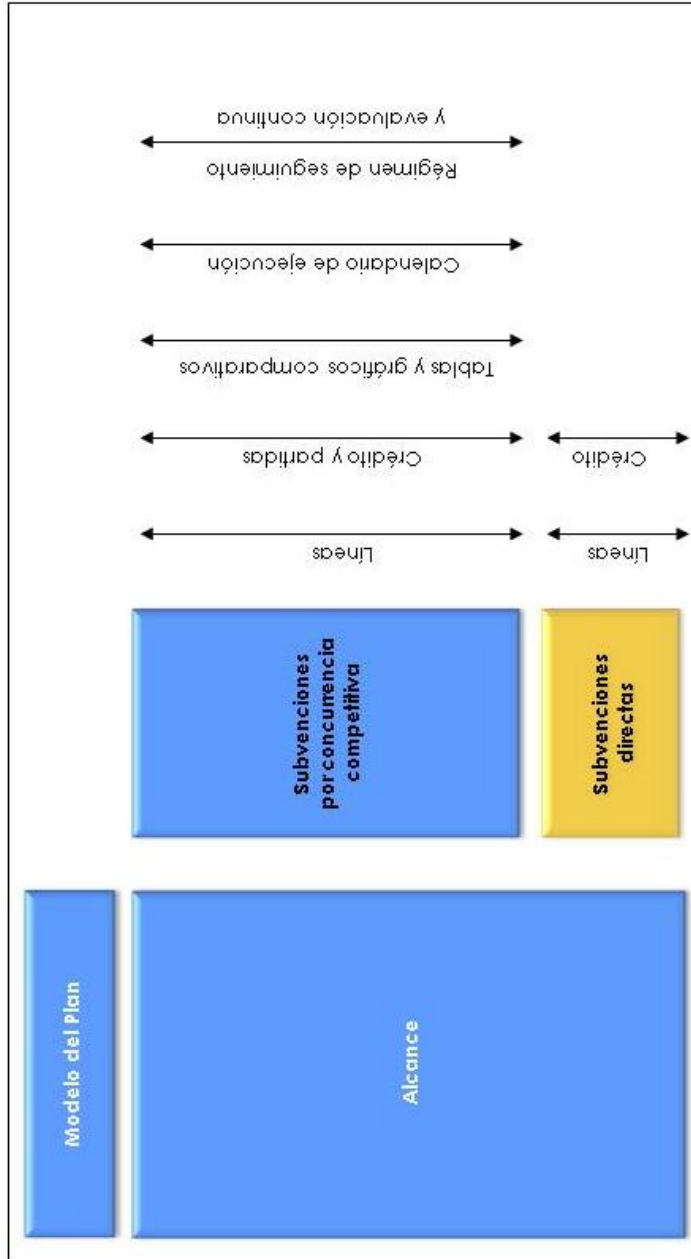 Modelo del Plan
Alcance
Subvenciones
por concurrencia
competitiva
Líneas
Crédito y partidas
Tablas y gráficos comparativos
Calendario de ejecución
Régimen de seguimiento
y evaluación continua
Subvenciones
directas
Líneas
Crédito